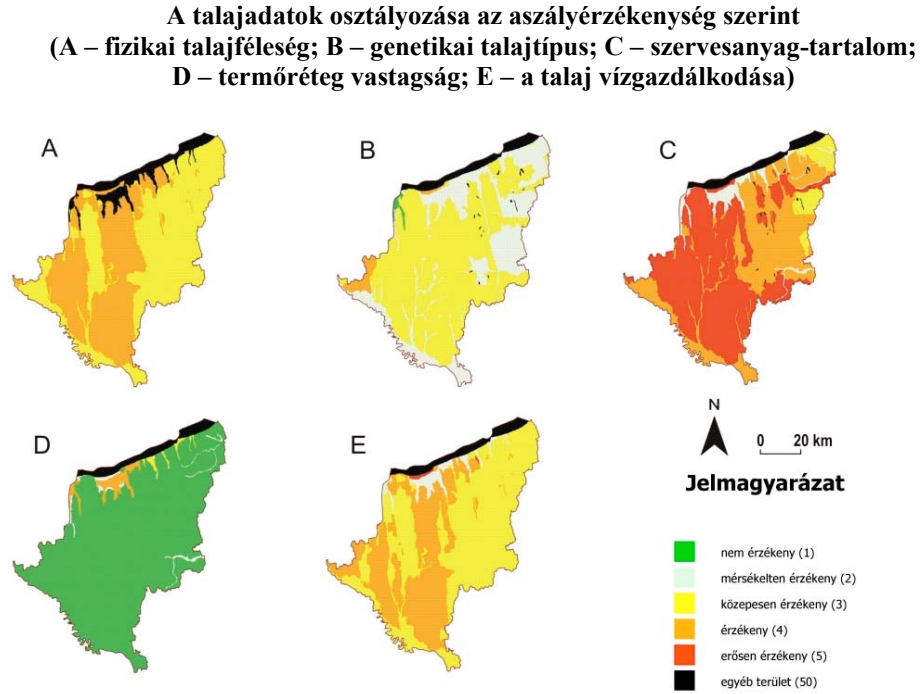 A talajadatok osztályozása az aszályérzékenység szerint
(A – fizikai talajféleség; B – genetikai talajtípus; C – szervesanyag-tartalom;
D – termőréteg vastagság; E – a talaj vízgazdálkodása)
A
B
C
D
E
N
0 20 km
Jelmagyarázat
nem érzékeny (1)
mérsékelten érzékeny (2)
közepesen érzékeny (3)
érzékeny (4)
erősen érzékeny (5)
egyéb terület (50)